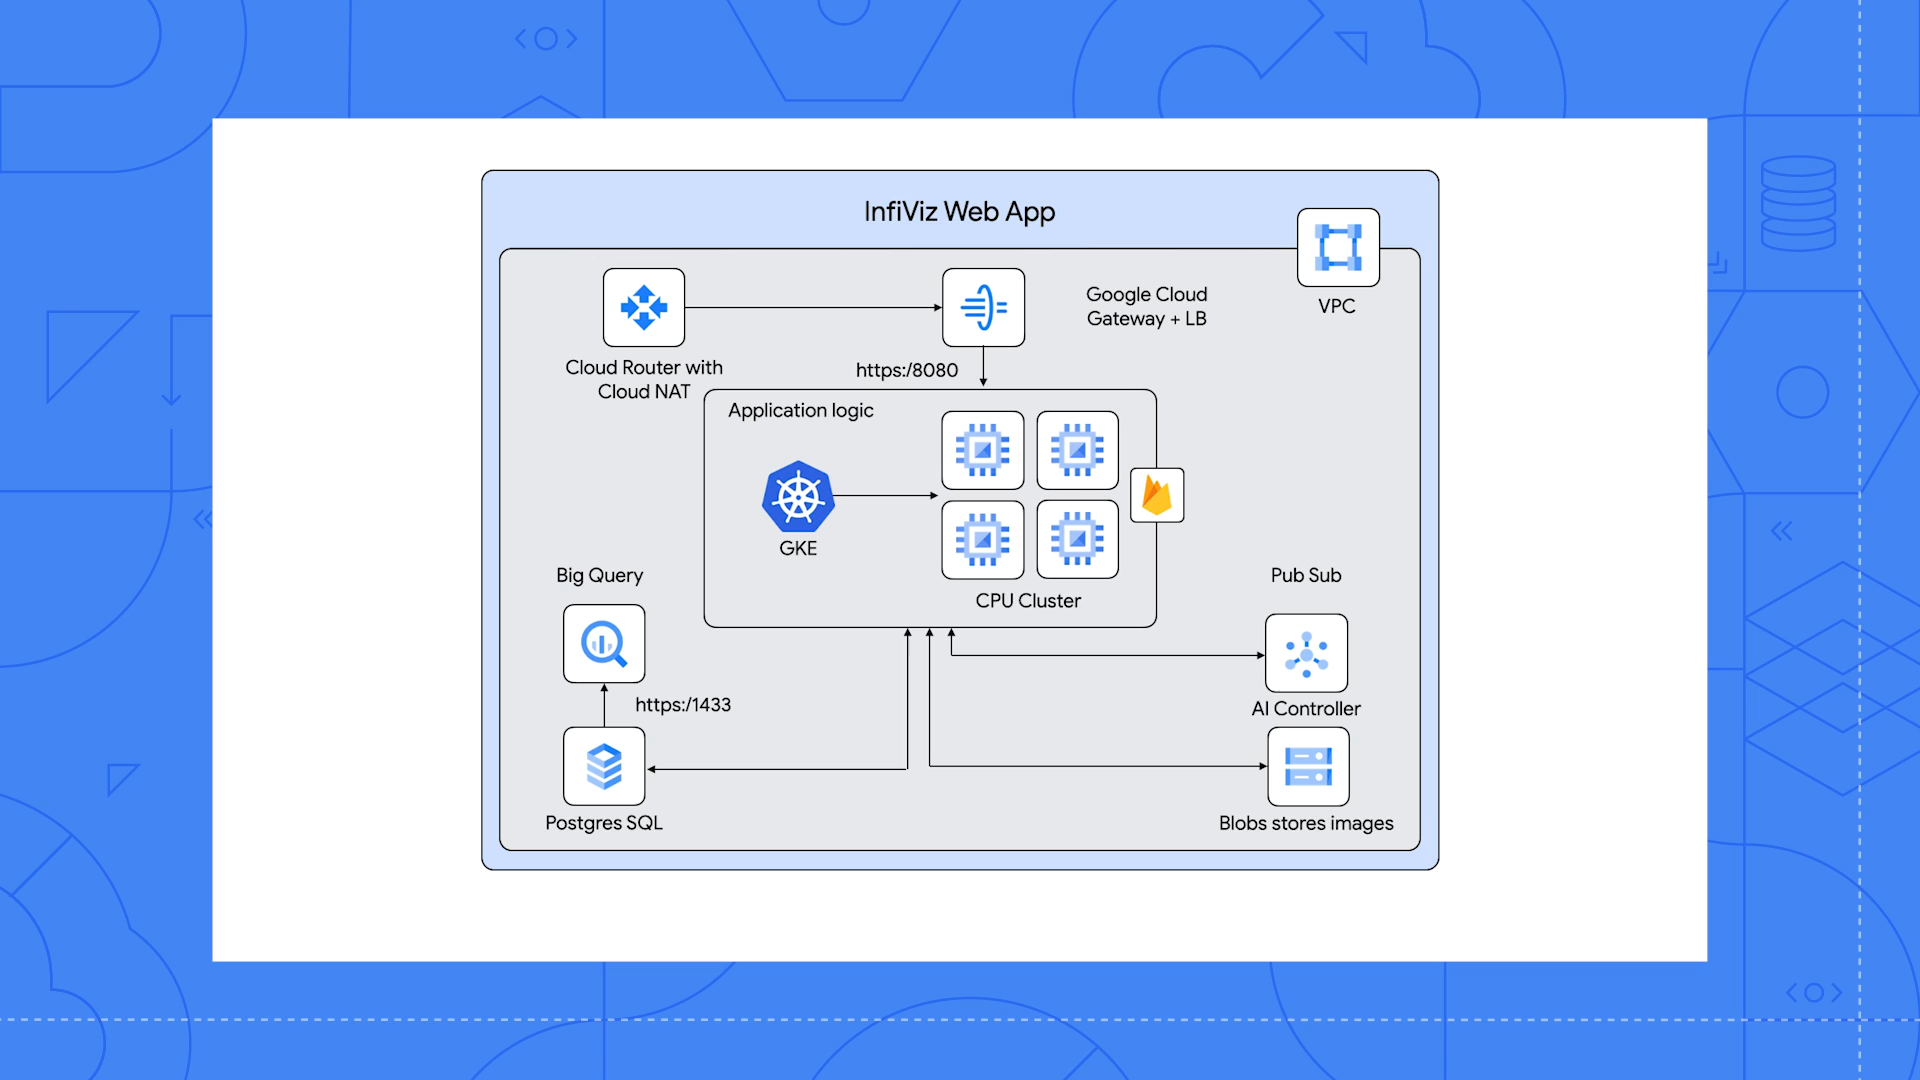 InfiViz Web App
VPC
Google Cloud
Gateway + LB
Cloud Router with
Cloud NAT
https:/8080
Application logic
GKE
CPU Cluster
Big Query
https:/1433
Postgres SQL
Pub Sub
AI Controller
Blobs stores images